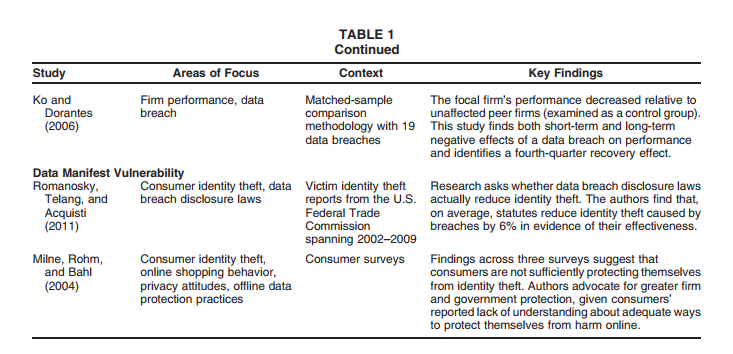 TABLE 1
Continued
Study Areas of Focus Context Key Findings
Ko and Firm performance, data Matched-sample The focal firm's performance decreased relative to
Dorantes breach comparison unaffected peer firms (examined as a control group).
(2006) methodology with 19 This study finds both short-term and long-term
data breaches negative effects of a data breach on performance
and identifies a fourth-quarter recovery effect.
Data Manifest Vulnerability
Romanosky, Consumer identity theft, data Victim identity theft Research asks whether data breach disclosure laws
Telang, and breach disclosure laws reports from the U.S. actually reduce identity theft. The authors find that,
Acquisti Federal Trade on average, statutes reduce identity theft caused by
(2011) Commission breaches by 6% in evidence of their effectiveness.
spanning 2002–2009
Milne, Rohm, Consumer identity theft, Consumer surveys Findings across three surveys suggest that
and Bahl online shopping behavior, consumers are not sufficiently protecting themselves
(2004) privacy attitudes, offline data from identity theft. Authors advocate for greater firm
protection practices and government protection, given consumers'
reported lack of understanding about adequate ways
to protect themselves from harm online.